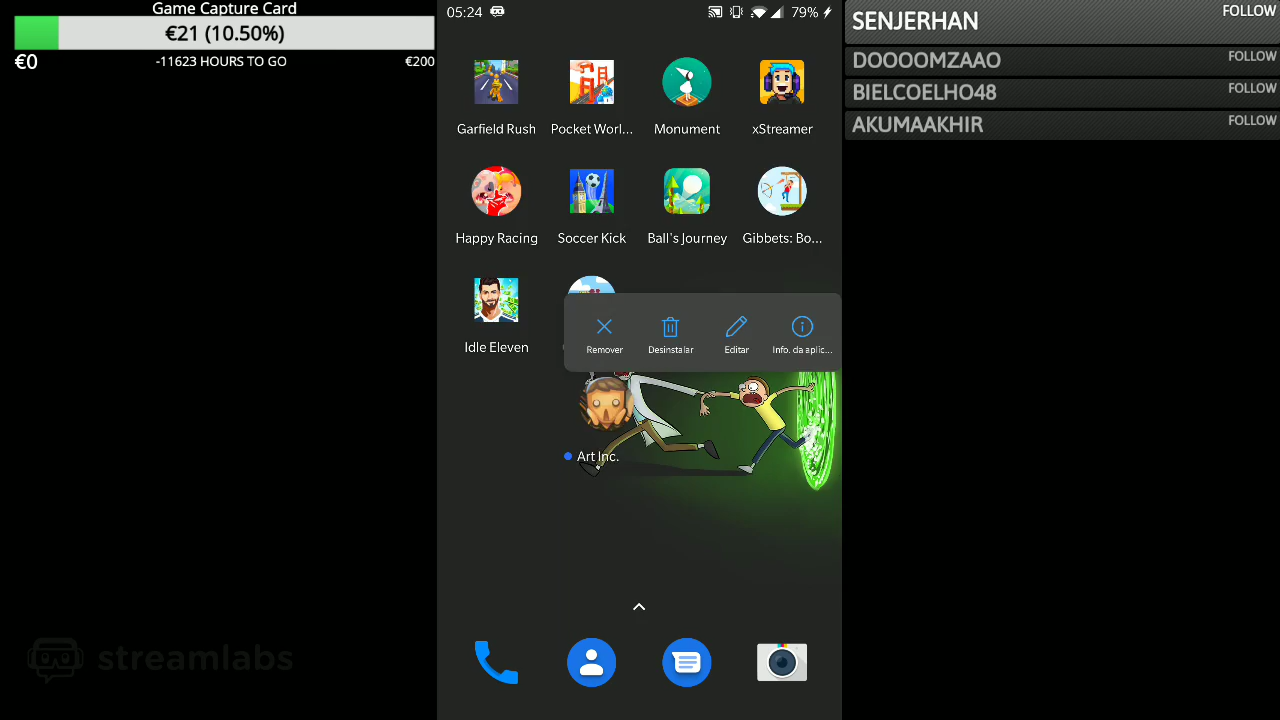 Game Capture Card
€21 (10.50%)
€0
-11623 HOURS TO GO
€200
05:24
79%
SENJERHAN
FOLLOW
DOOOOMZAAO
FOLLOW
BIELCOELHO48
FOLLOW
AKUMAAKHIR
FOLLOW
Garfield Rush
Pocket Worl...
Monument
xStreamer
Happy Racing
Soccer Kick
Ball's Journey
Gibbets: Bo...
Idle Eleven
Remover
Desinstalar
Editar
Info. da aplic...
Art Inc.
streamlabs